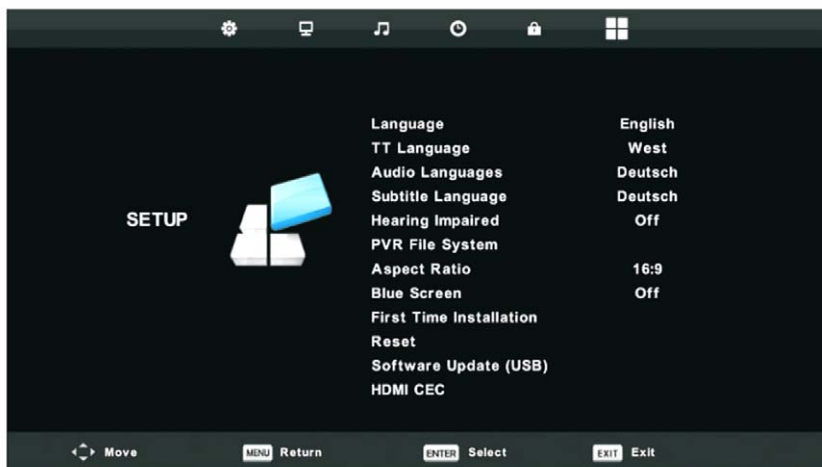 SETUP
Language English
TT Language West
Audio Languages Deutsch
Subtitle Language Deutsch
Hearing Impaired Off
PVR File System
Aspect Ratio 16:9
Blue Screen Off
First Time Installation
Reset
Software Update (USB)
HDMI CEC
Move MENU Return ENTER Select EXIT Exit